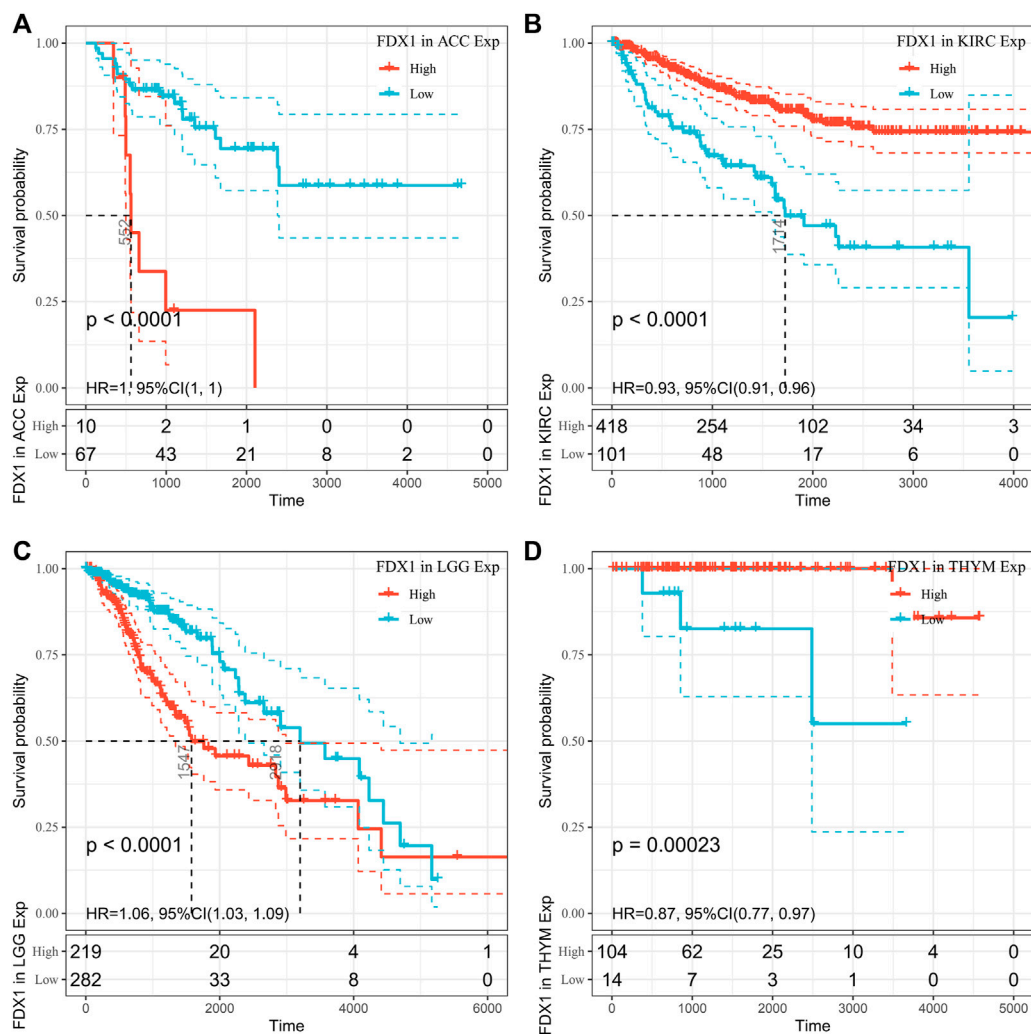 A
FDX1 in ACC Exp
High
Low
Survival probability
1.00
0.75
0.50
0.25
0.00
552
p < 0.0001
HR=1, 95%CI(1, 1)
FDX1 in ACC Exp
High 10 2 1 0 0 0
Low 67 43 21 8 2 0
0 1000 2000 3000 4000 5000
Time
B
FDX1 in KIRC Exp
High
Low
Survival probability
1.00
0.75
0.50
0.25
0.00
1714
p < 0.0001
HR=0.93, 95%CI(0.91, 0.96)
FDX1 in KIRC Exp
High 418 254 102 34 3
Low 101 48 17 6 0
0 1000 2000 3000 4000
Time
C
FDX1 in LGG Exp
High
Low
Survival probability
1.00
0.75
0.50
0.25
0.00
1547
2918
p < 0.0001
HR=1.06, 95%CI(1.03, 1.09)
FDX1 in LGG Exp
High 219 20 4 1
Low 282 33 8 0
0 2000 4000 6000
Time
D
FDX1 in THYM Exp
High
Low
Survival probability
1.00
0.75
0.50
0.25
0.00
p = 0.00023
HR=0.87, 95%CI(0.77, 0.97)
FDX1 in THYM Exp
High 104 62 25 10 4 0
Low 14 7 3 1 0 0
0 1000 2000 3000 4000 5000
Time